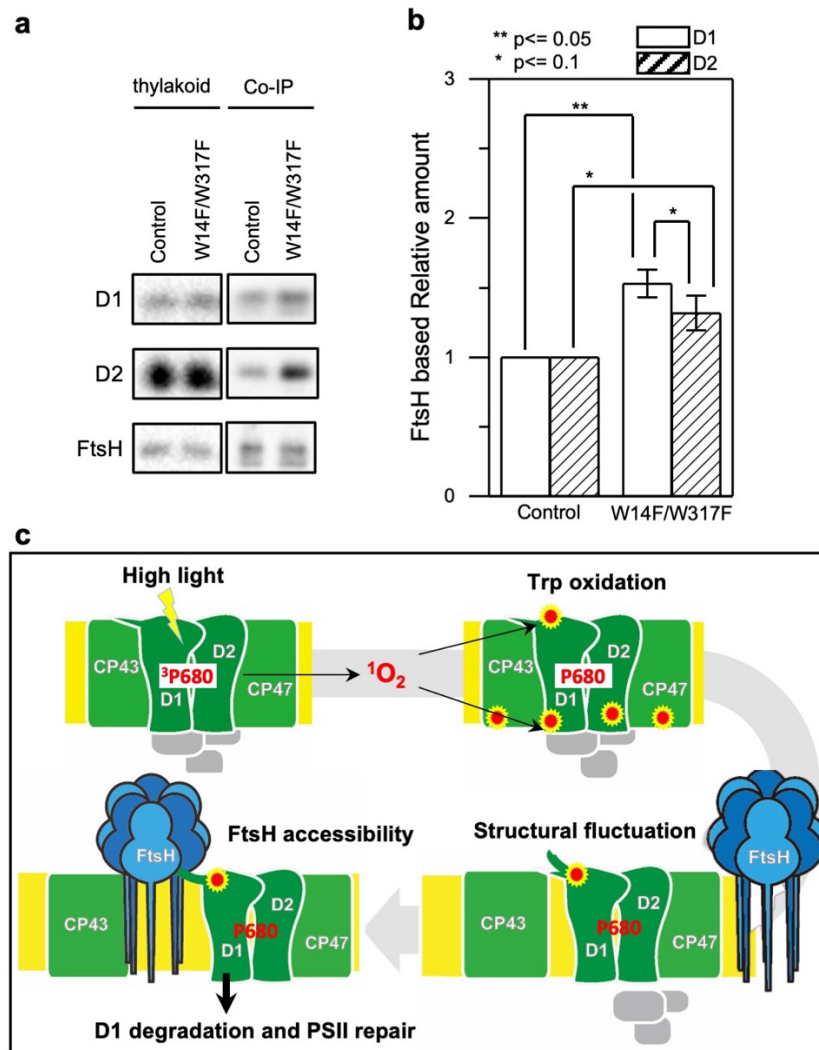 a
thylakoid Co-IP
Control W14F/W317F Control W14F/W317F
D1
D2
FtsH
b
** p<= 0.05
* p<= 0.1
D1
D2
FtsH based Relative amount
3
2
1
0
**
*
*
Control W14F/W317F
c
High light
CP43 ³P680 D1 D2 CP47
¹O₂
Trp oxidation
CP43 P680 D1 D2 CP47
FtsH
Structural fluctuation
CP43 P680 D1 D2 CP47
FtsH
FtsH accessibility
CP43 P680 D1 D2 CP47
D1 degradation and PSII repair